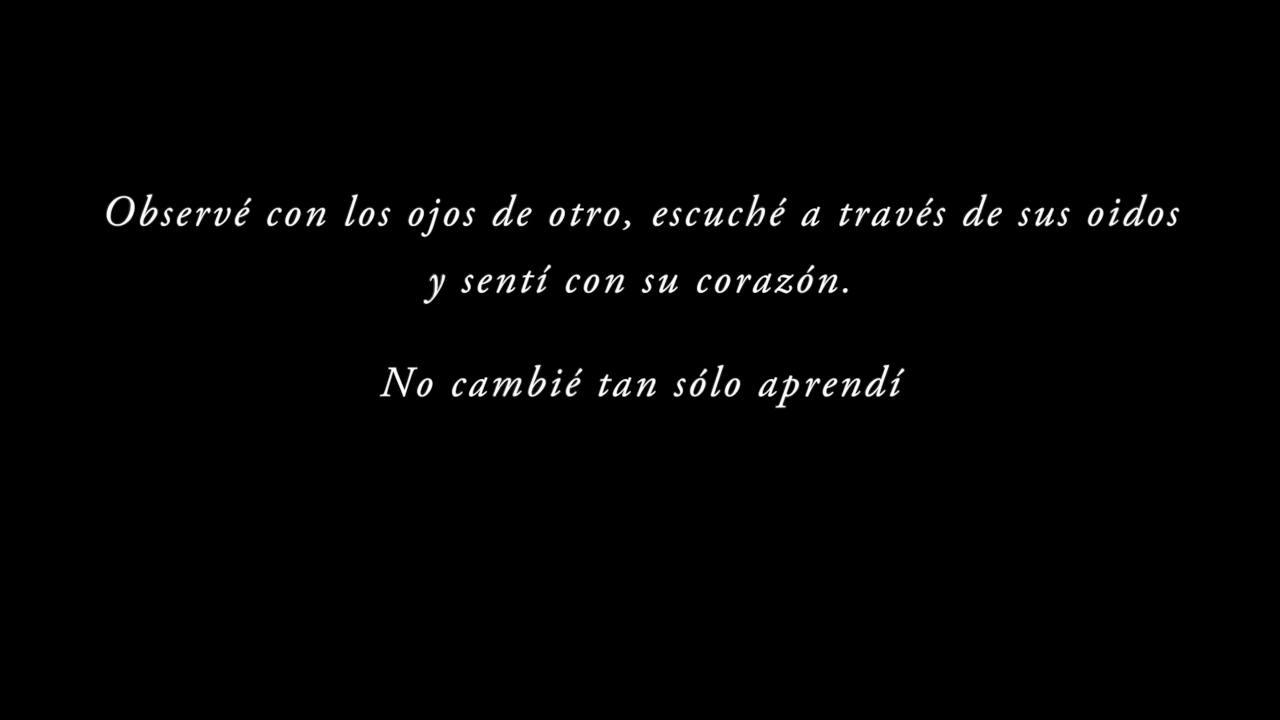 Observé con los ojos de otro, escuché a través de sus oidos
y sentí con su corazón.
No cambié tan sólo aprendí